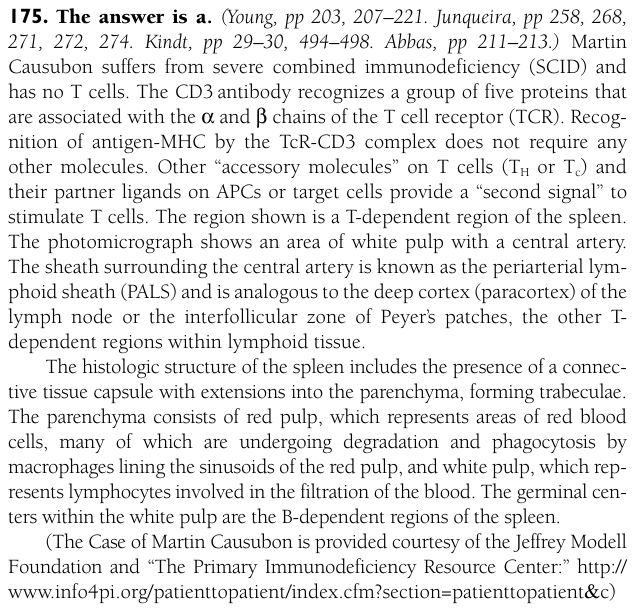 175. The answer is a. (Young, pp 203, 207–221. Junqueira, pp 258, 268,
271, 272, 274. Kindt, pp 29–30, 494–498. Abbas, pp 211–213.) Martin
Causubon suffers from severe combined immunodeficiency (SCID) and
has no T cells. The CD3 antibody recognizes a group of five proteins that
are associated with the α and β chains of the T cell receptor (TCR). Recog-
nition of antigen-MHC by the TcR-CD3 complex does not require any
other molecules. Other “accessory molecules” on T cells (TH or Tc) and
their partner ligands on APCs or target cells provide a “second signal” to
stimulate T cells. The region shown is a T-dependent region of the spleen.
The photomicrograph shows an area of white pulp with a central artery.
The sheath surrounding the central artery is known as the periarterial lym-
phoid sheath (PALS) and is analogous to the deep cortex (paracortex) of the
lymph node or the interfollicular zone of Peyer’s patches, the other T-
dependent regions within lymphoid tissue.
The histologic structure of the spleen includes the presence of a connec-
tive tissue capsule with extensions into the parenchyma, forming trabeculae.
The parenchyma consists of red pulp, which represents areas of red blood
cells, many of which are undergoing degradation and phagocytosis by
macrophages lining the sinusoids of the red pulp, and white pulp, which rep-
resents lymphocytes involved in the filtration of the blood. The germinal cen-
ters within the white pulp are the B-dependent regions of the spleen.
(The Case of Martin Causubon is provided courtesy of the Jeffrey Modell
Foundation and “The Primary Immunodeficiency Resource Center:” http://
www.info4pi.org/patienttopatient/index.cfm?section=patienttopatient&c)